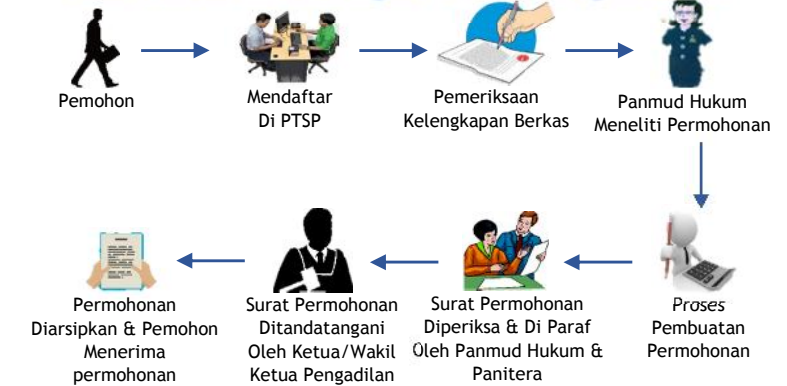 Pemohon
Mendaftar
Di PTSP
Pemeriksaan
Kelengkapan Berkas
Panmud Hukum
Meneliti Permohonan
Proses
Pembuatan
Permohonan
Surat Permohonan
Diperiksa & Di Paraf
Oleh Panmud Hukum &
Panitera
Surat Permohonan
Ditandatangani
Oleh Ketua/Wakil
Ketua Pengadilan
Permohonan
Diarsipkan & Pemohon
Menerima
permohonan